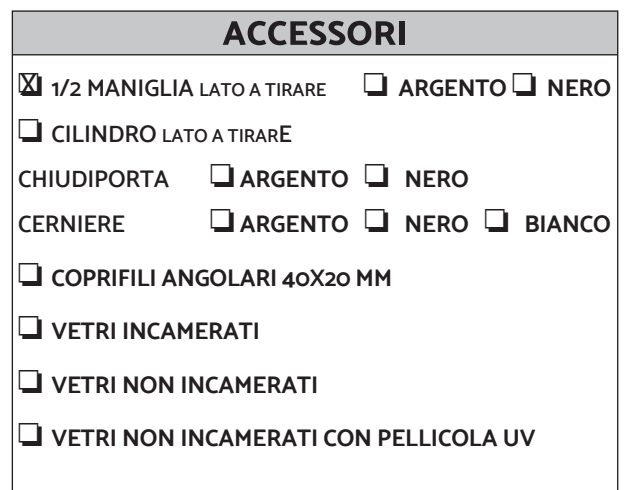 ACCESSORI
☒ 1/2 MANIGLIA LATO A TIRARE ❑ ARGENTO ❑ NERO
❑ CILINDRO LATO A TIRARE
CHIUDIPORTA ❑ ARGENTO ❑ NERO
CERNIERE ❑ ARGENTO ❑ NERO ❑ BIANCO
❑ COPRIFILI ANGOLARI 40X20 MM
❑ VETRI INCAMERATI
❑ VETRI NON INCAMERATI
❑ VETRI NON INCAMERATI CON PELLICOLA UV